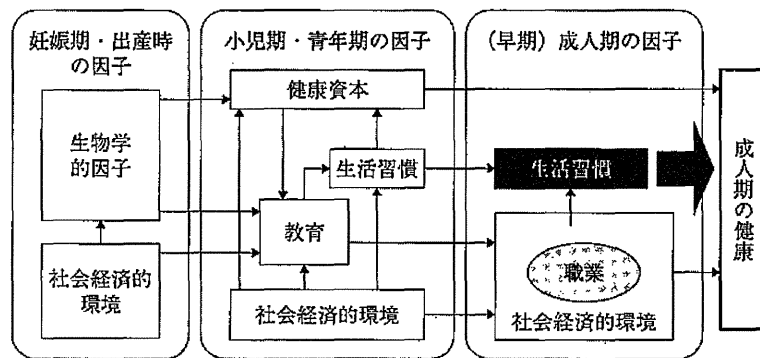 妊娠期・出産時
の因子
生物学
的因子
社会経済的
環境
小児期・青年期の因子
健康資本
生活習慣
教育
社会経済的環境
(早期)成人期の因子
生活習慣
職業
社会経済的環境
成人期の健康